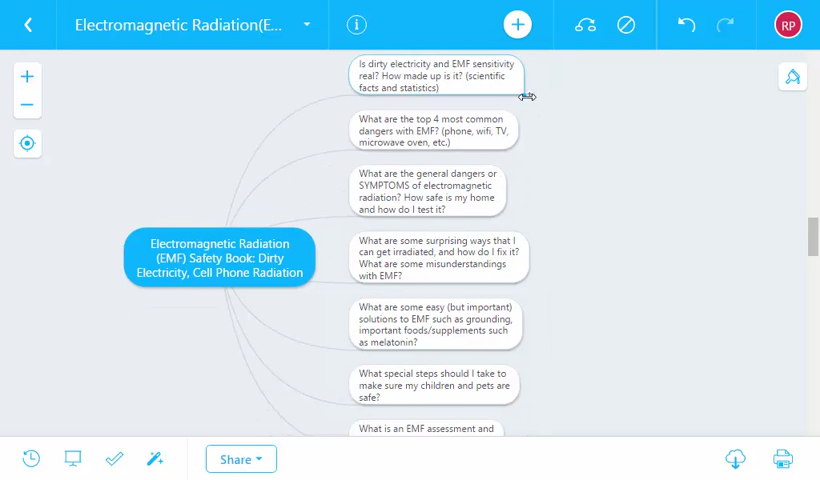 Electromagnetic Radiation(E...
RP
Is dirty electricity and EMF sensitivity
real? How made up is it? (scientific
facts and statistics)
What are the top 4 most common
dangers with EMF? (phone, wifi, TV,
microwave oven, etc.)
What are the general dangers or
SYMPTOMS of electromagnetic
radiation? How safe is my home
and how do I test it?
Electromagnetic Radiation
(EMF) Safety Book: Dirty
Electricity, Cell Phone Radiation
What are some surprising ways that I
can get irradiated, and how do I fix it?
What are some misunderstandings
with EMF?
What are some easy (but important)
solutions to EMF such as grounding,
important foods/supplements such
as melatonin?
What special steps should I take to
make sure my children and pets are
safe?
What is an EMF assessment and
Share